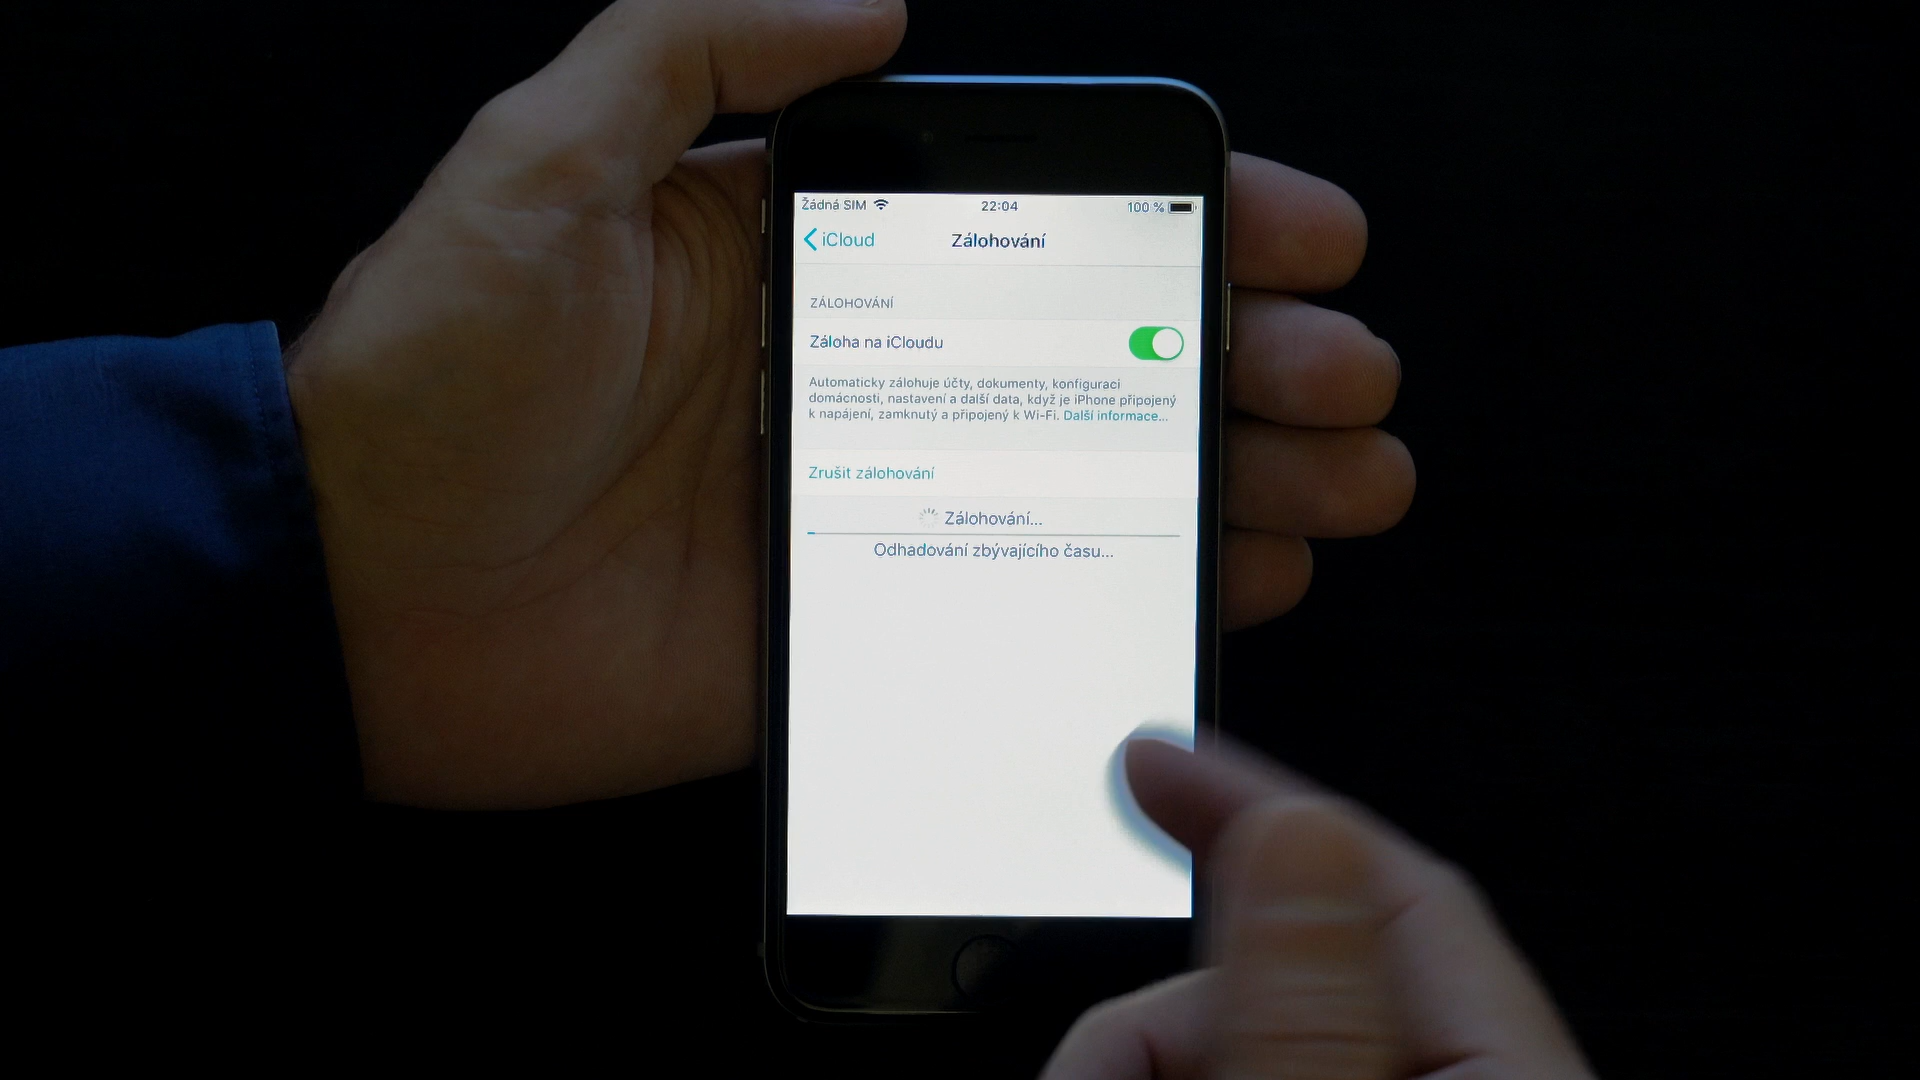 Žádná SIM 22:04 100 %
iCloud Zálohování
ZÁLOHOVÁNÍ
Záloha na iCloudu
Automaticky zálohuje účty, dokumenty, konfiguraci
domácnosti, nastavení a další data, když je iPhone připojený
k napájení, zamknutý a připojený k Wi-Fi. Další informace...
Zrušit zálohování
Zálohování...
Odhadování zbývajícího času...